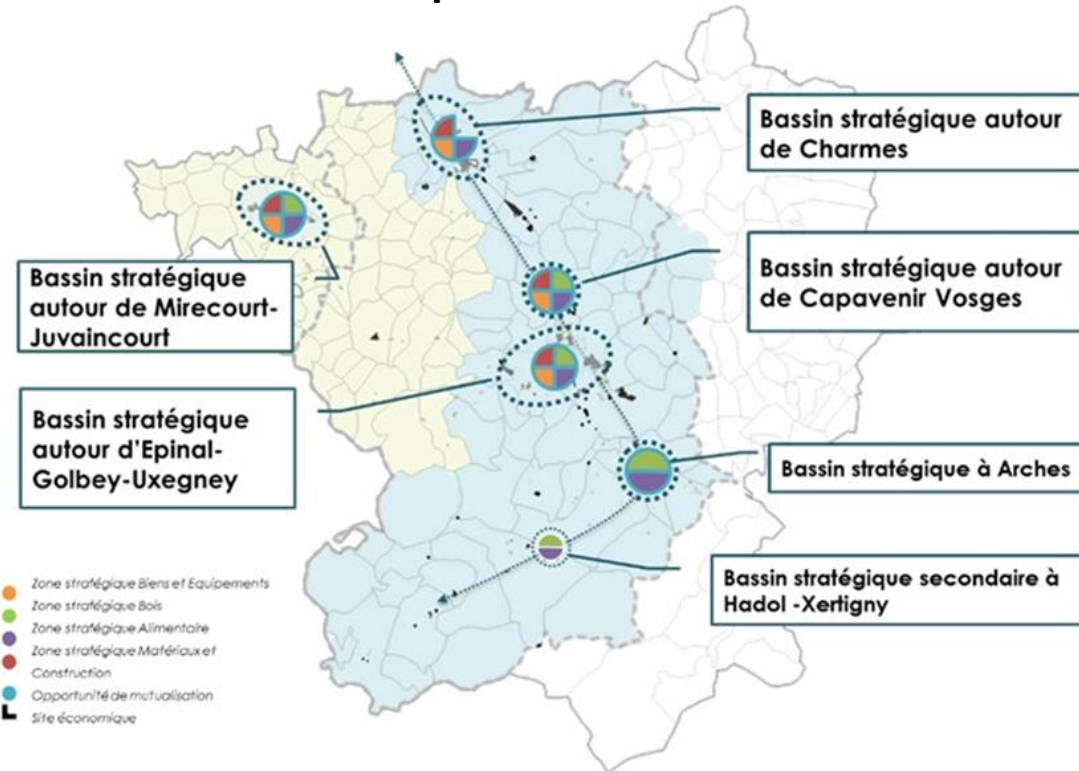 Bassin stratégique autour
de Charmes
Bassin stratégique autour
de Capavenir Vosges
Bassin stratégique
autour de Mirecourt-
Juvaincourt
Bassin stratégique
autour d'Epinal-
Golbey-Uxegney
Bassin stratégique à Arches
Bassin stratégique secondaire à
Hadol -Xertigny
Zone stratégique Biens et Equipements
Zone stratégique Bois
Zone stratégique Alimentaire
Zone stratégique Matériaux et
Construction
Opportunité de mutualisation
Site économique